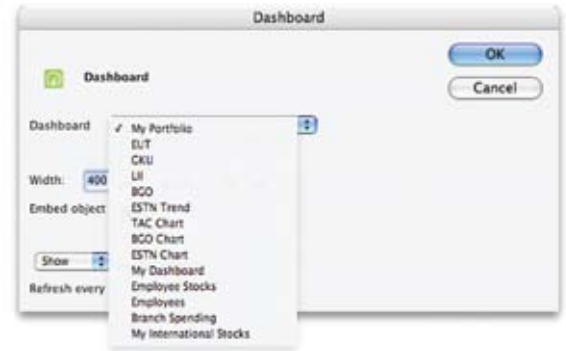 Dashboard
OK
Dashboard
Cancel
Dashboard
✓ My Portfolio
EUT
CKU
LII
BGO
Width: 400
ESTN Trend
Embed object
TAC Chart
BGO Chart
ESTN Chart
Show
My Dashboard
Employee Stocks
Refresh every
Employees
Branch Spending
My International Stocks